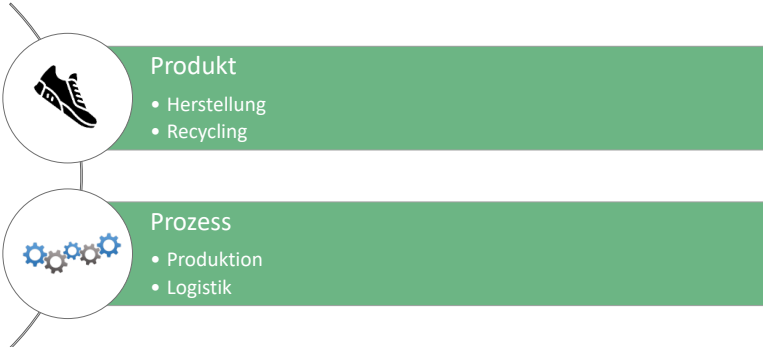 Produkt
• Herstellung
• Recycling
Prozess
• Produktion
• Logistik